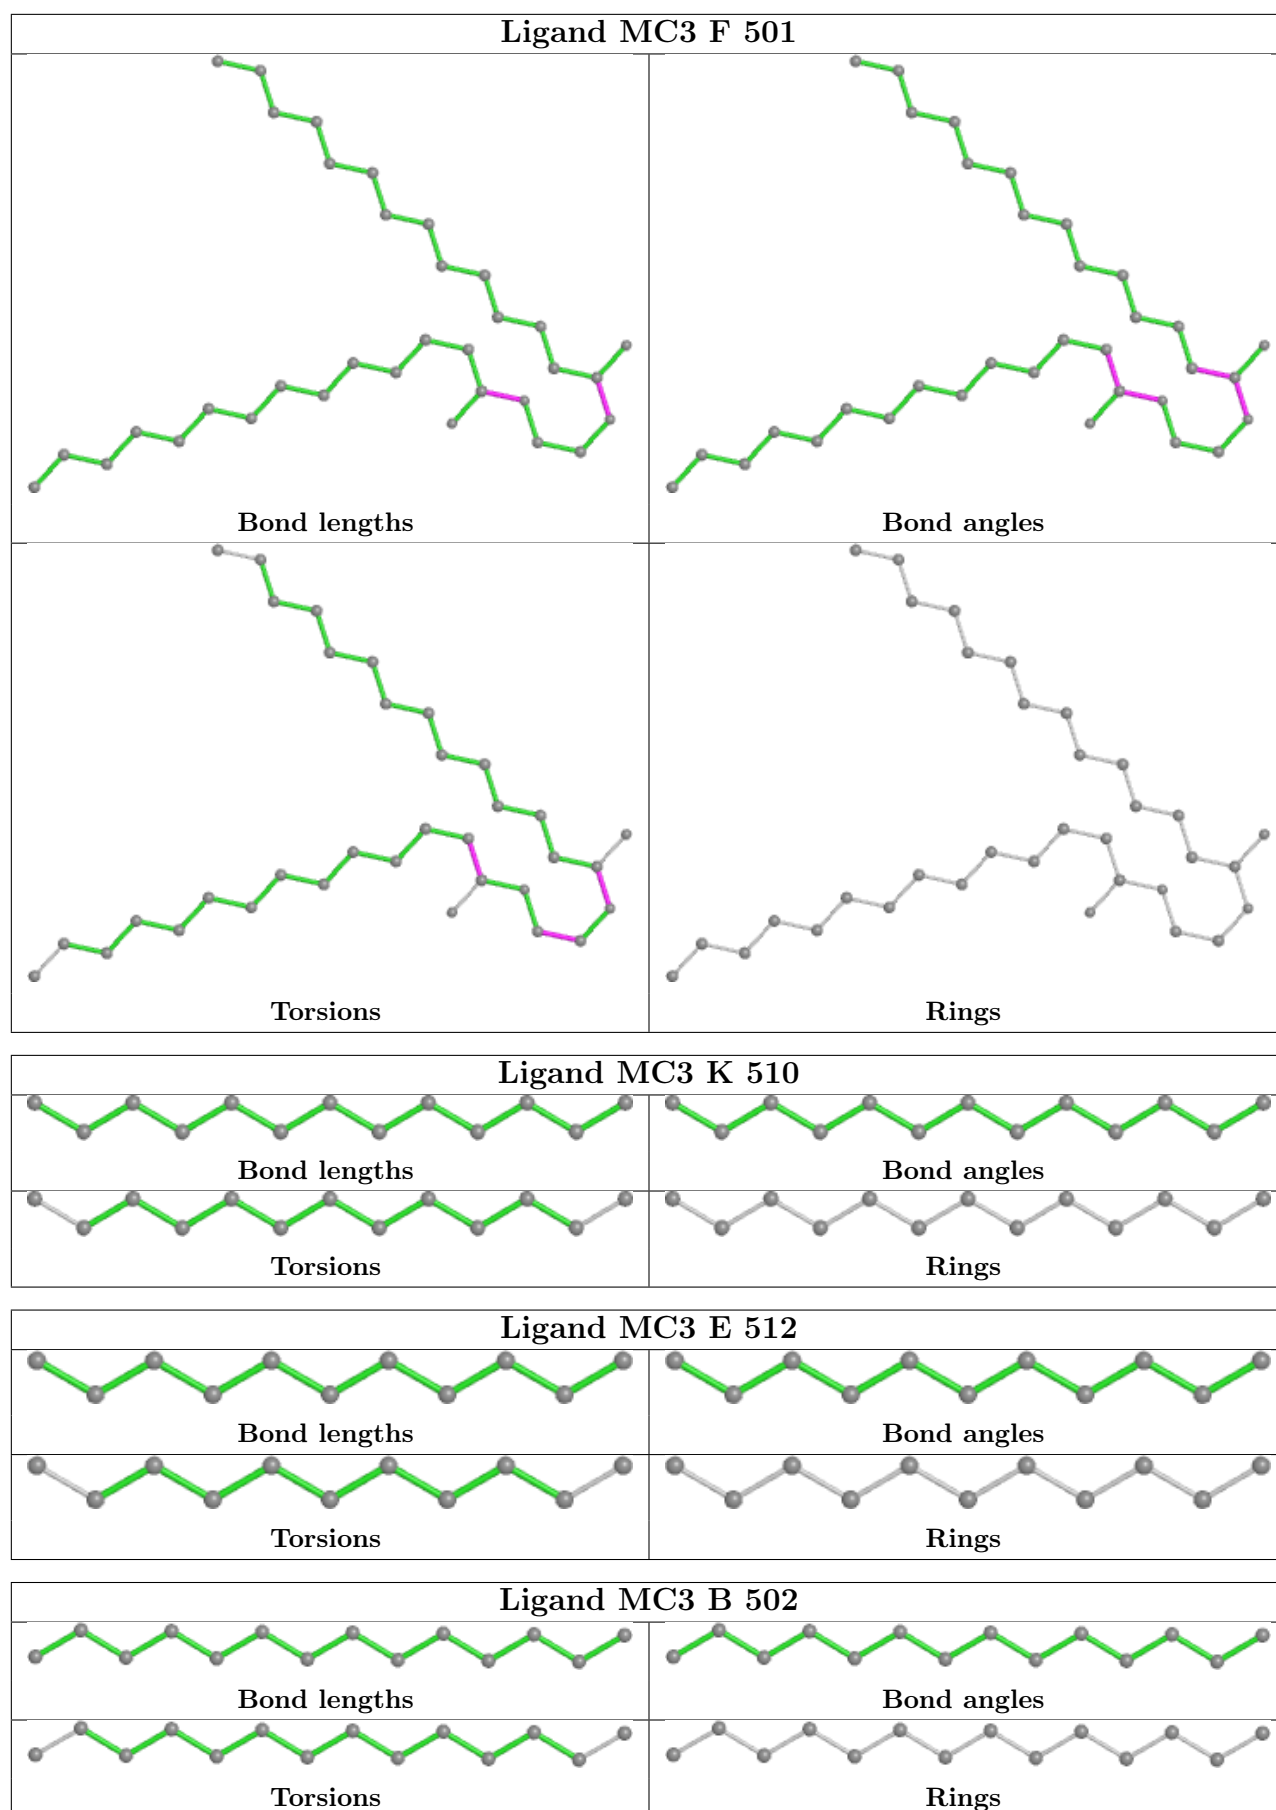 Ligand MC3 F 501
Bond lengths
Bond angles
Torsions
Rings
Ligand MC3 K 510
Bond lengths
Bond angles
Torsions
Rings
Ligand MC3 E 512
Bond lengths
Bond angles
Torsions
Rings
Ligand MC3 B 502
Bond lengths
Bond angles
Torsions
Rings